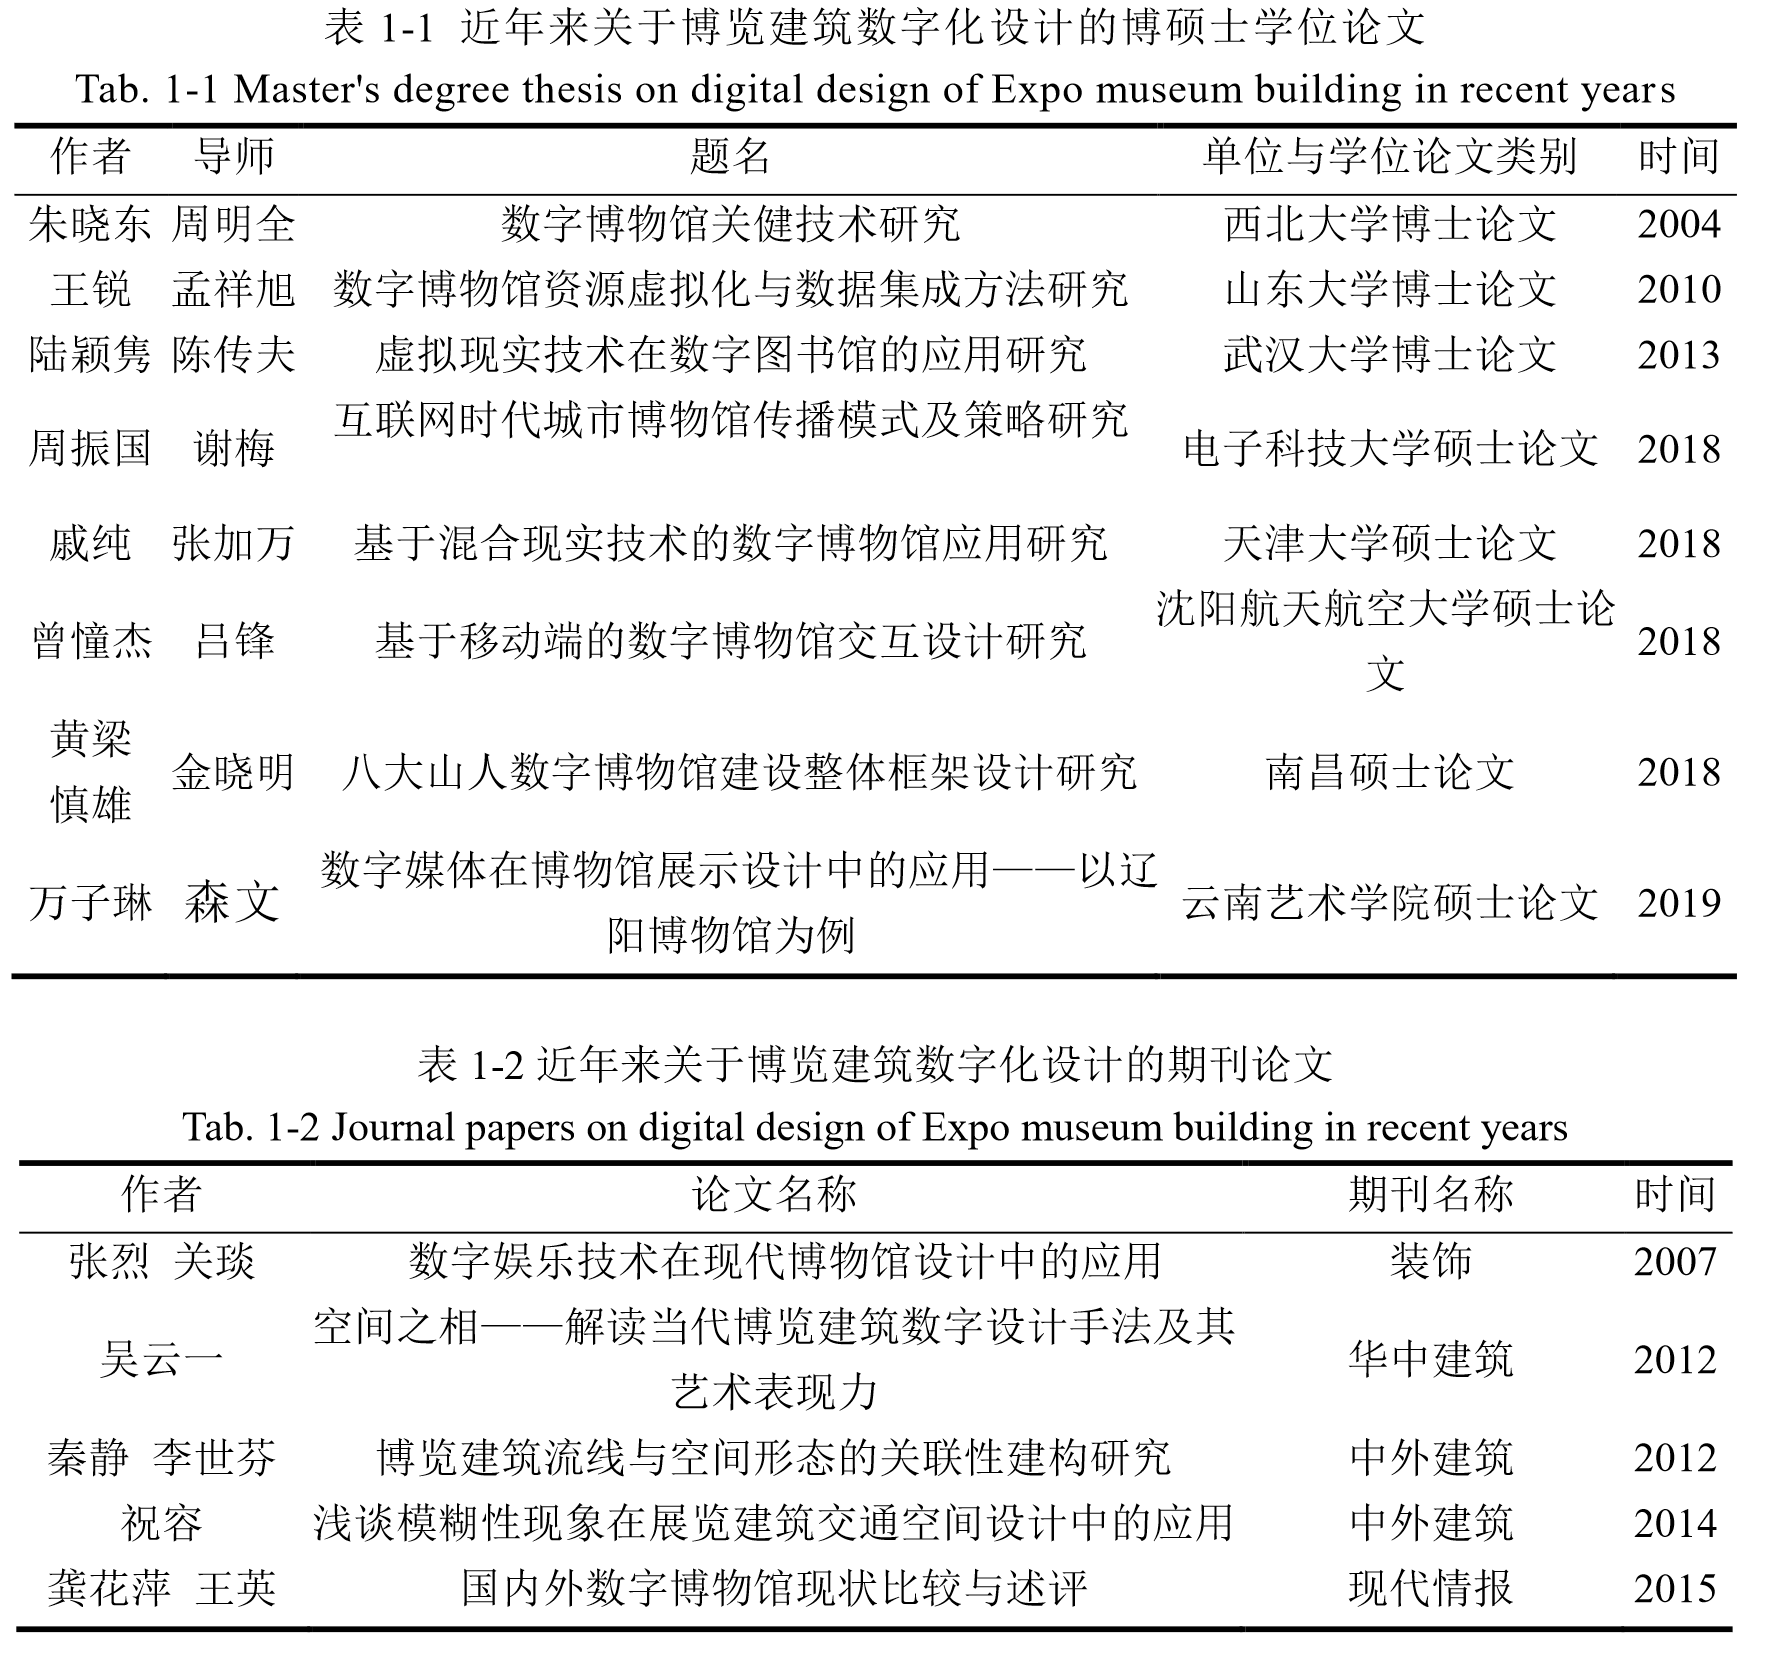 表 1-1 近年来关于博览建筑数字化设计的博硕士学位论文
Tab. 1-1 Master's degree thesis on digital design of Expo museum building in recent years
作者 导师 题名 单位与学位论文类别 时间
朱晓东 周明全 数字博物馆关健技术研究 西北大学博士论文 2004
王锐 孟祥旭 数字博物馆资源虚拟化与数据集成方法研究 山东大学博士论文 2010
陆颖隽 陈传夫 虚拟现实技术在数字图书馆的应用研究 武汉大学博士论文 2013
互联网时代城市博物馆传播模式及策略研究
周振国 谢梅 电子科技大学硕士论文 2018
戚纯 张加万 基于混合现实技术的数字博物馆应用研究 天津大学硕士论文 2018
沈阳航天航空大学硕士论
曾憧杰 吕锋 基于移动端的数字博物馆交互设计研究 2018
文
黄梁
金晓明 八大山人数字博物馆建设整体框架设计研究 南昌硕士论文 2018
慎雄
数字媒体在博物馆展示设计中的应用——以辽
万子琳 森文 云南艺术学院硕士论文 2019
阳博物馆为例
表 1-2 近年来关于博览建筑数字化设计的期刊论文
Tab. 1-2 Journal papers on digital design of Expo museum building in recent years
作者 论文名称 期刊名称 时间
张烈 关琰 数字娱乐技术在现代博物馆设计中的应用 装饰 2007
空间之相——解读当代博览建筑数字设计手法及其
吴云一 华中建筑 2012
艺术表现力
秦静 李世芬 博览建筑流线与空间形态的关联性建构研究 中外建筑 2012
祝容 浅谈模糊性现象在展览建筑交通空间设计中的应用 中外建筑 2014
龚花萍 王英 国内外数字博物馆现状比较与述评 现代情报 2015